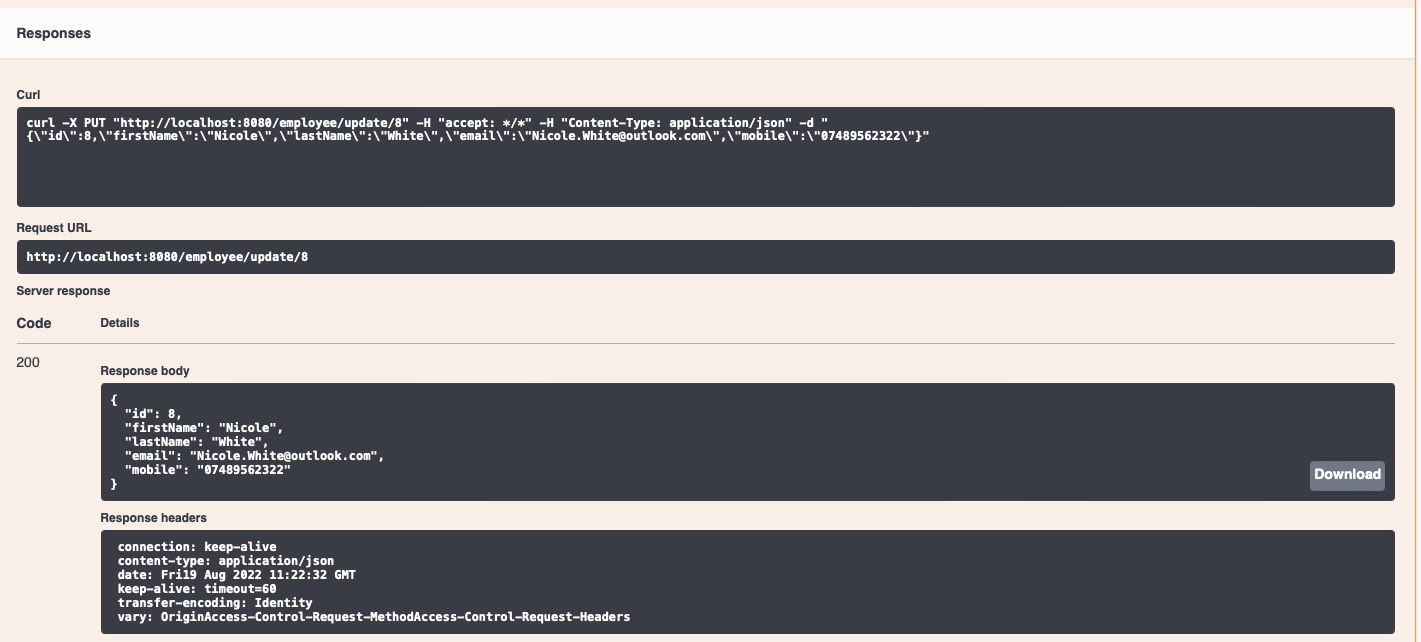 Responses
Curl
curl -X PUT "http://localhost:8080/employee/update/8" -H "accept: */*" -H "Content-Type: application/json" -d "
{\"id\":8,\"firstName\":\"Nicole\",\"lastName\":\"White\",\"email\":\"Nicole.White@outlook.com\",\"mobile\":\"07489562322\"}"
Request URL
http://localhost:8080/employee/update/8
Server response
Code Details
200
Response body
{
  "id": 8,
  "firstName": "Nicole",
  "lastName": "White",
  "email": "Nicole.White@outlook.com",
  "mobile": "07489562322"
}
Download
Response headers
connection: keep-alive
content-type: application/json
date: Fri19 Aug 2022 11:22:32 GMT
keep-alive: timeout=60
transfer-encoding: Identity
vary: OriginAccess-Control-Request-MethodAccess-Control-Request-Headers